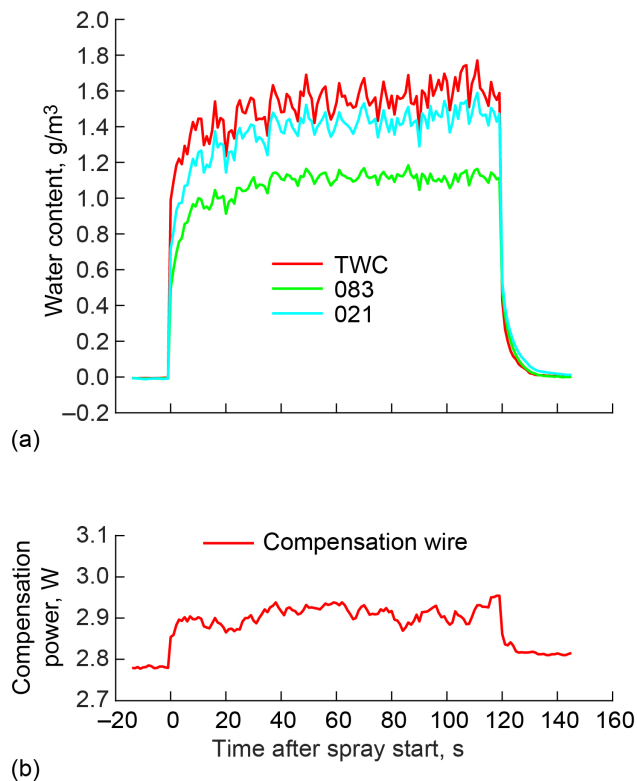 2.0
1.8
1.6
1.4
1.2
1.0
0.8
0.6
0.4
0.2
0.0
–0.2
Water content, g/m³
TWC
083
021
(a)
3.1
3.0
2.9
2.8
2.7
Compensation
power, W
Compensation wire
–20 0 20 40 60 80 100 120 140 160
Time after spray start, s
(b)